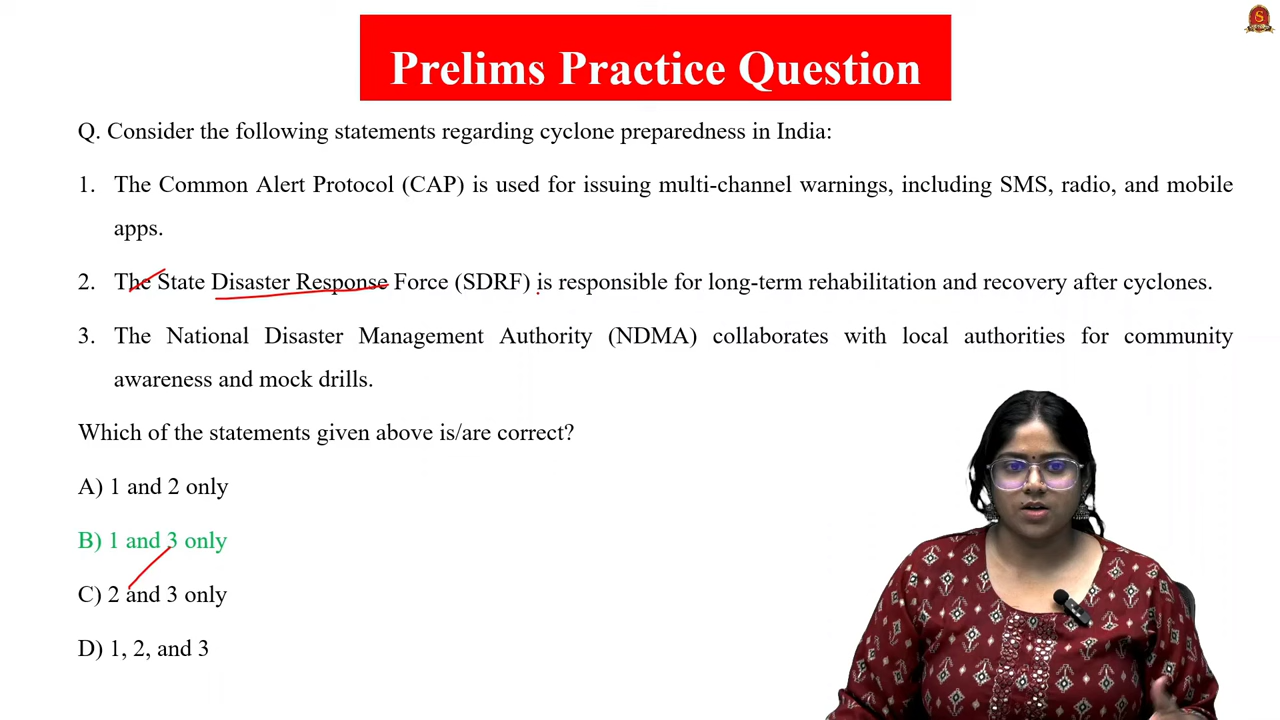 Prelims Practice Question
Q. Consider the following statements regarding cyclone preparedness in India:
1. The Common Alert Protocol (CAP) is used for issuing multi-channel warnings, including SMS, radio, and mobile
apps.
2. The State Disaster Response Force (SDRF) is responsible for long-term rehabilitation and recovery after cyclones.
3. The National Disaster Management Authority (NDMA) collaborates with local authorities for community
awareness and mock drills.
Which of the statements given above is/are correct?
A) 1 and 2 only
B) 1 and 3 only
C) 2 and 3 only
D) 1, 2, and 3